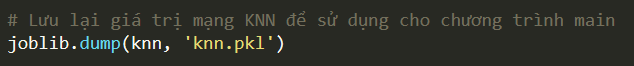 # Lưu lại giá trị mạng KNN để sử dụng cho chương trình main
joblib.dump(knn, 'knn.pkl')